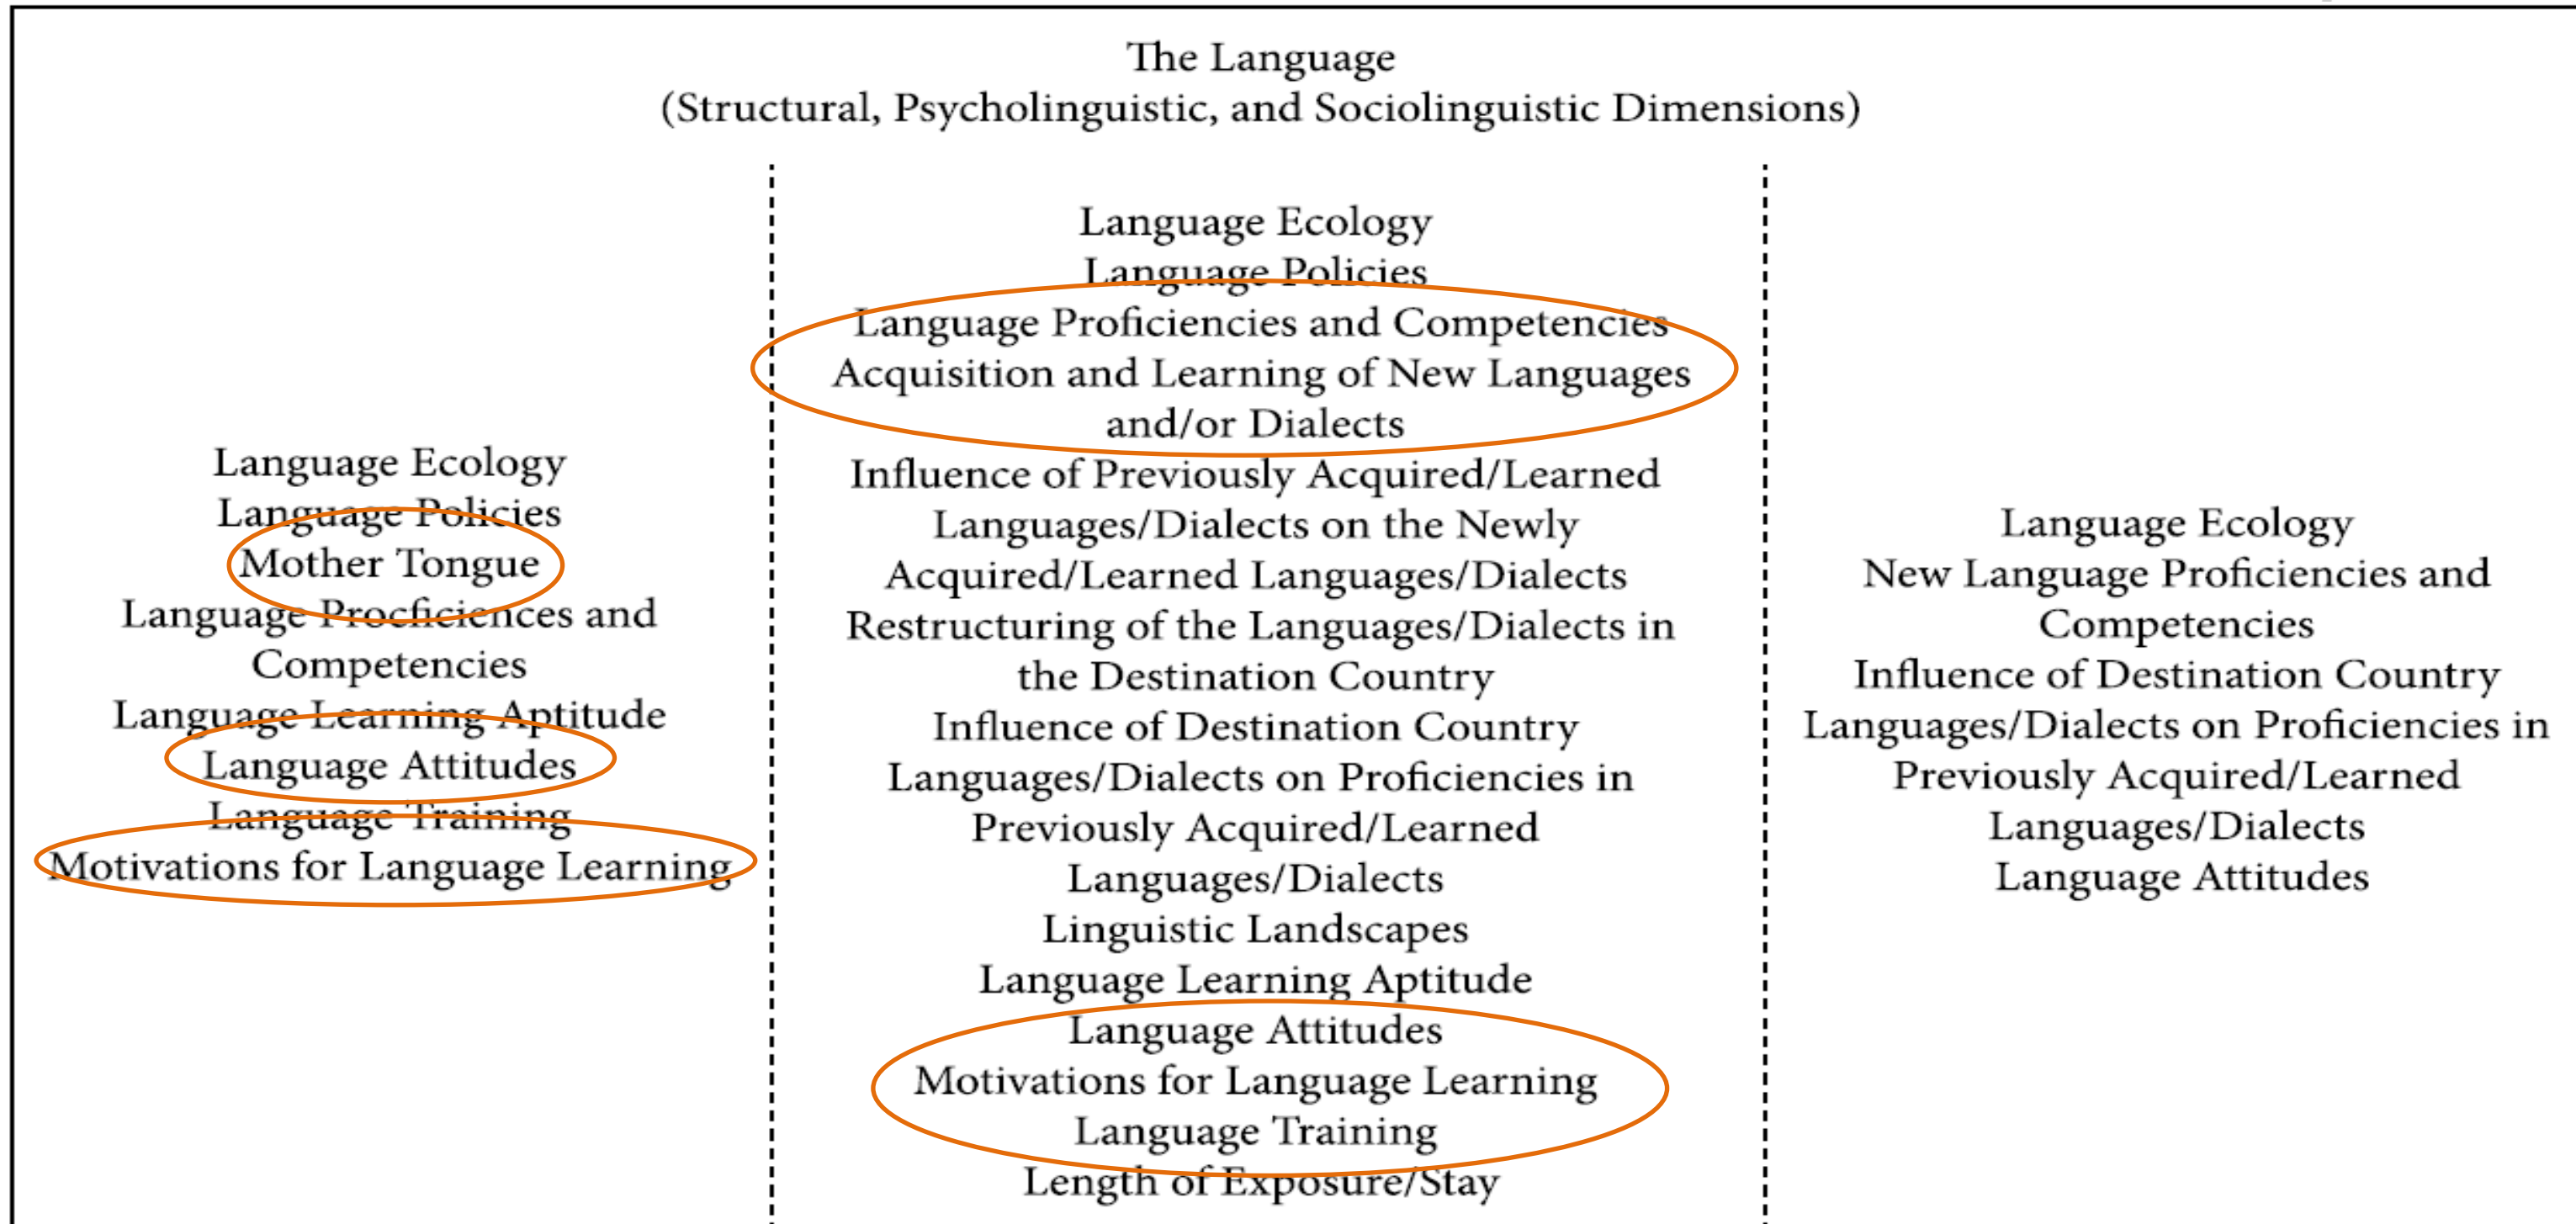 The Language
(Structural, Psycholinguistic, and Sociolinguistic Dimensions)
Language Ecology
Language Policies
Mother Tongue
Language Procficiences and
Competencies
Language Learning Aptitude
Language Attitudes
Language Training
Motivations for Language Learning
Language Ecology
Language Policies
Language Proficiencies and Competencies
Acquisition and Learning of New Languages
and/or Dialects
Influence of Previously Acquired/Learned
Languages/Dialects on the Newly
Acquired/Learned Languages/Dialects
Restructuring of the Languages/Dialects in
the Destination Country
Influence of Destination Country
Languages/Dialects on Proficiencies in
Previously Acquired/Learned
Languages/Dialects
Linguistic Landscapes
Language Learning Aptitude
Language Attitudes
Motivations for Language Learning
Language Training
Length of Exposure/Stay
Language Ecology
New Language Proficiencies and
Competencies
Influence of Destination Country
Languages/Dialects on Proficiencies in
Previously Acquired/Learned
Languages/Dialects
Language Attitudes